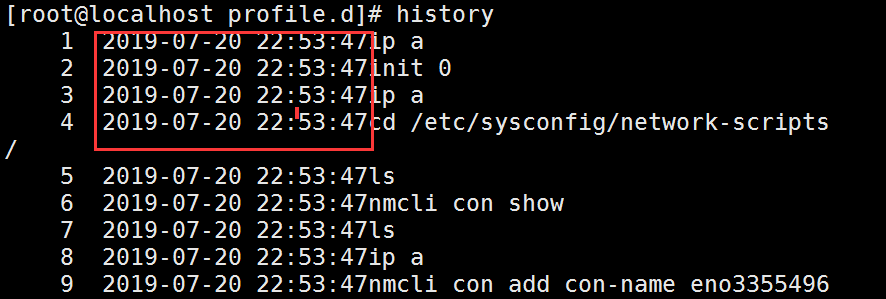 [root@localhost profile.d]# history
1 2019-07-20 22:53:47ip a
2 2019-07-20 22:53:47init 0
3 2019-07-20 22:53:47ip a
4 2019-07-20 22:53:47cd /etc/sysconfig/network-scripts
/
5 2019-07-20 22:53:47ls
6 2019-07-20 22:53:47nmcli con show
7 2019-07-20 22:53:47ls
8 2019-07-20 22:53:47ip a
9 2019-07-20 22:53:47nmcli con add con-name eno3355496